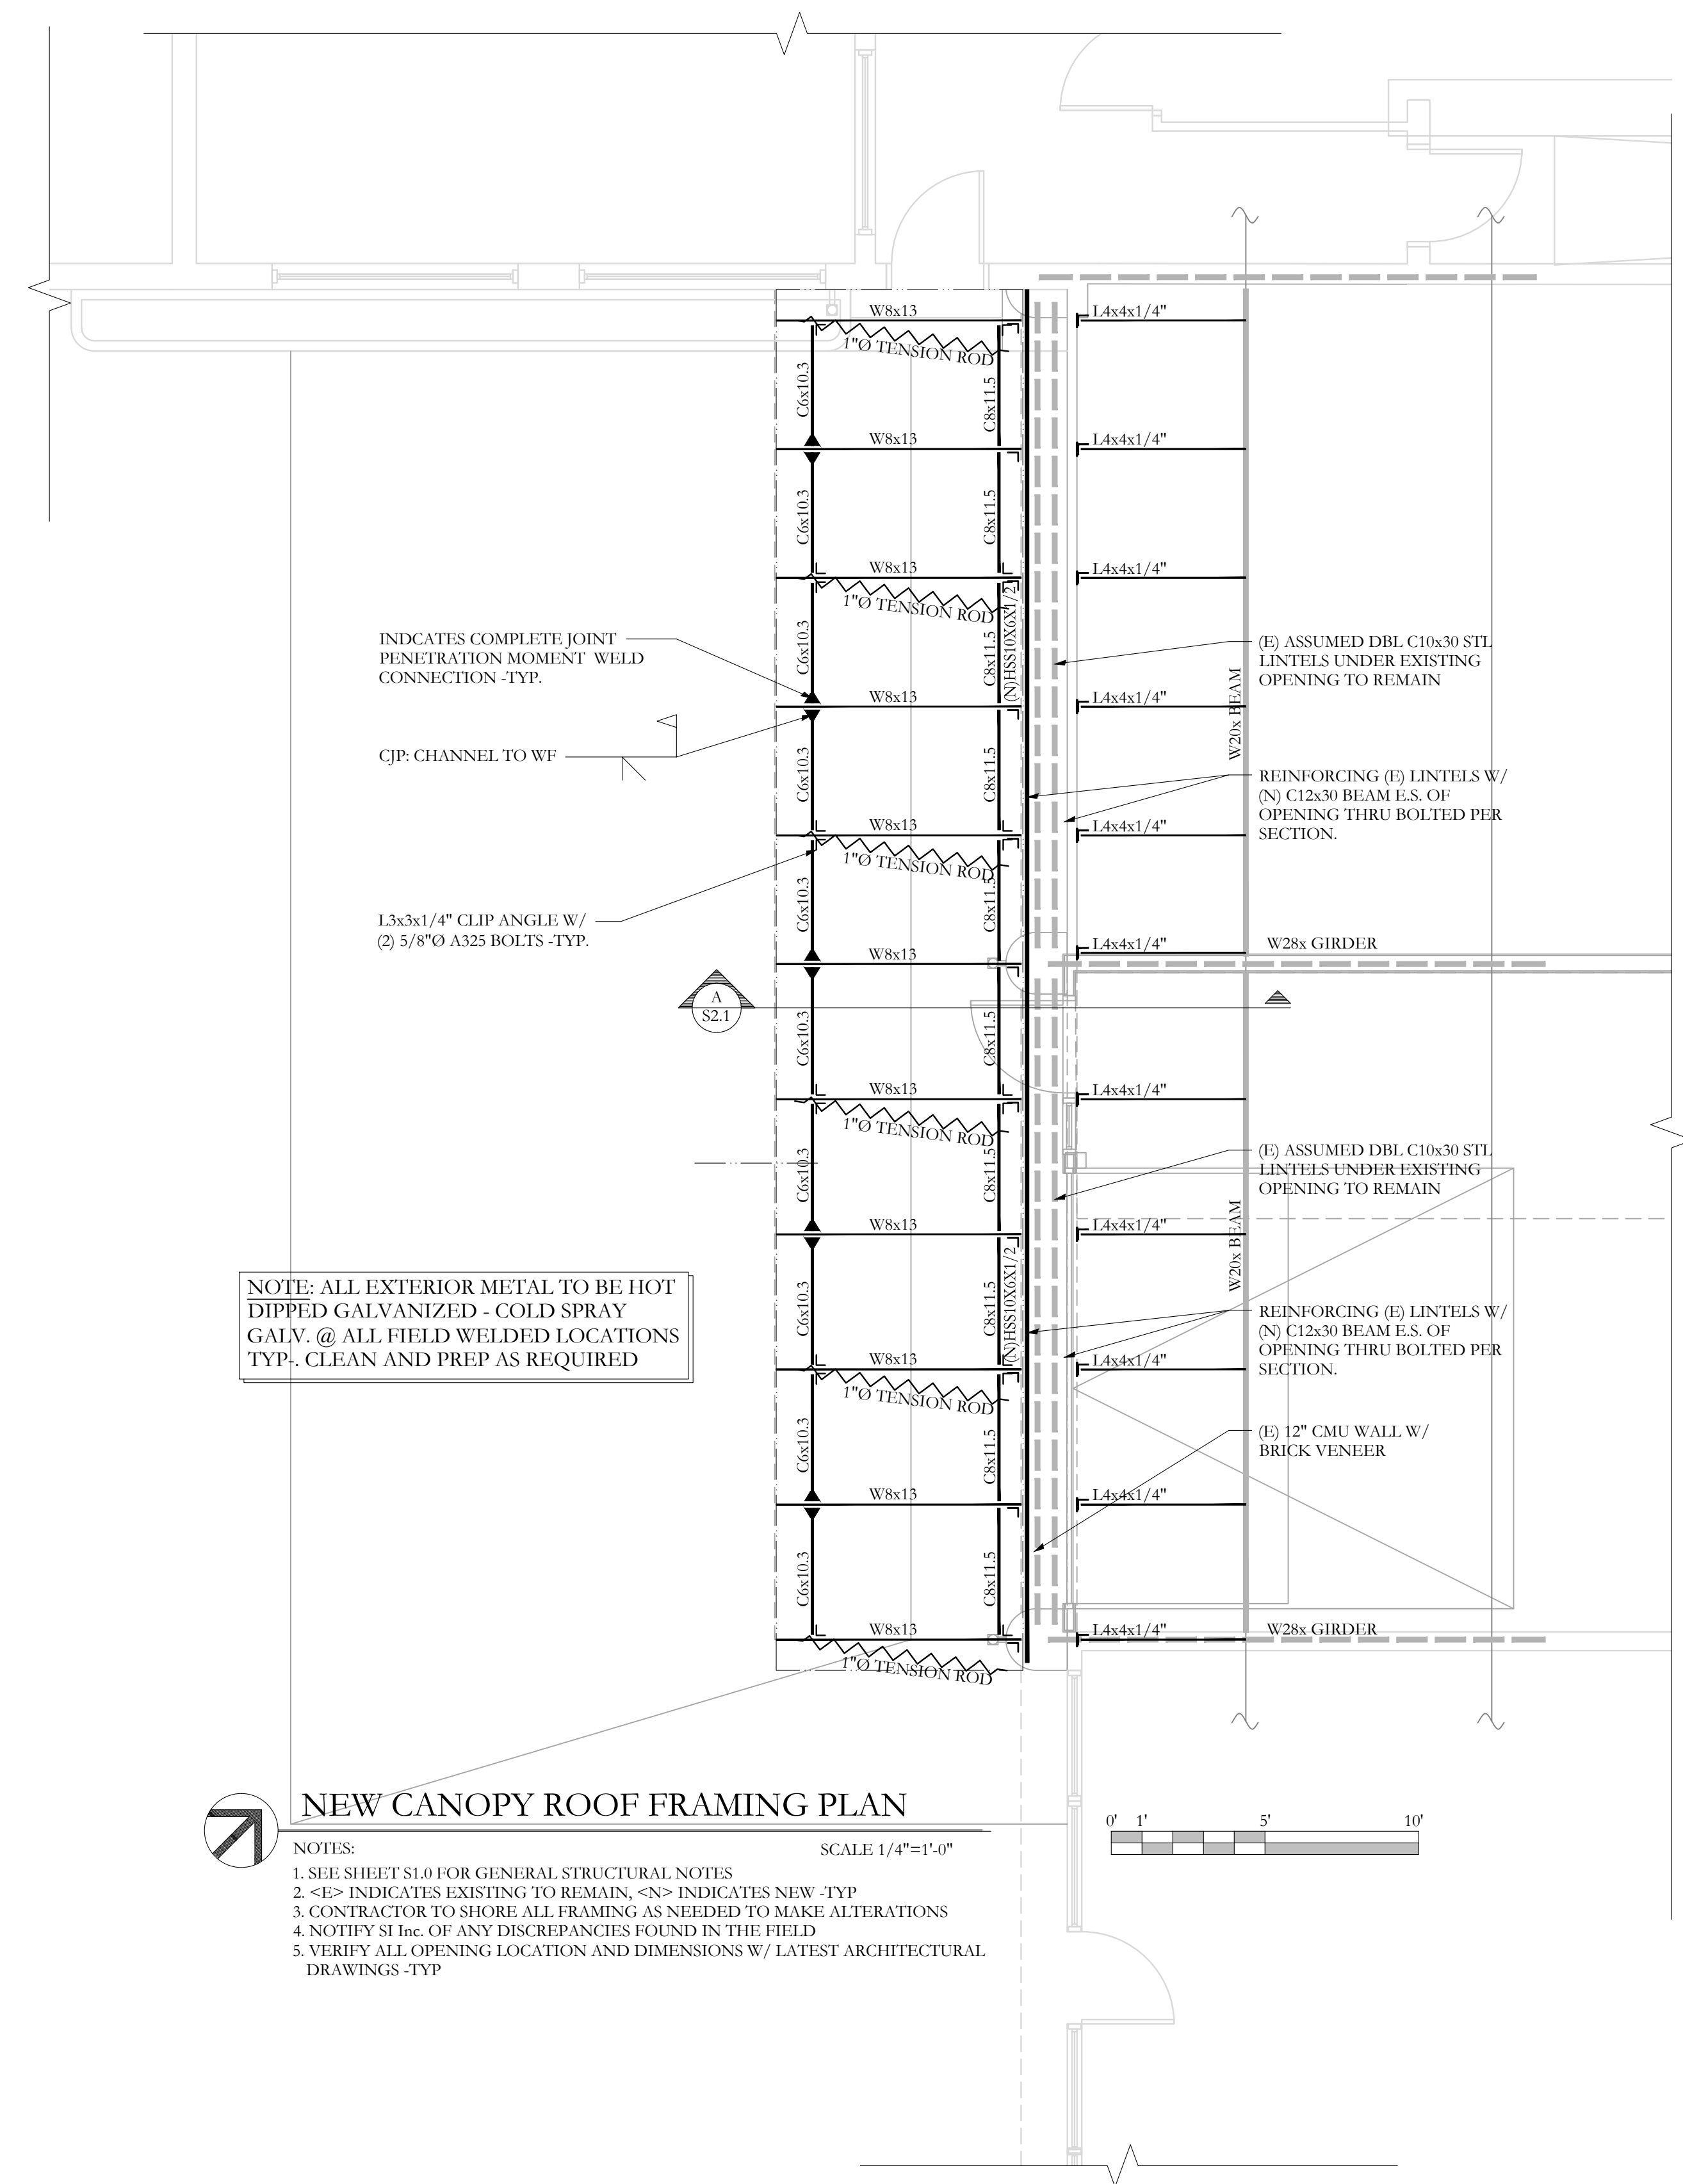 W8x13
L4x4x1/4"
1"Ø TENSION ROD
C6x10.3
C8x11.5
W8x13
L4x4x1/4"
C6x10.3
C8x11.5
W8x13
L4x4x1/4"
1"Ø TENSION ROD
(N)HSS10X6X1/2
C6x10.3
C8x11.5
INDCATES COMPLETE JOINT
PENETRATION MOMENT WELD
CONNECTION -TYP.
(E) ASSUMED DBL C10x30 STL
LINTELS UNDER EXISTING
OPENING TO REMAIN
W20x BEAM
W8x13
L4x4x1/4"
CJP: CHANNEL TO WF
C6x10.3
C8x11.5
REINFORCING (E) LINTELS W/
(N) C12x30 BEAM E.S. OF
OPENING THRU BOLTED PER
SECTION.
W8x13
L4x4x1/4"
1"Ø TENSION ROD
C6x10.3
C8x11.5
L3x3x1/4" CLIP ANGLE W/
(2) 5/8"Ø A325 BOLTS -TYP.
W8x13
L4x4x1/4"
W28x GIRDER
A
S2.1
C6x10.3
C8x11.5
W8x13
L4x4x1/4"
1"Ø TENSION ROD
C6x10.3
C8x11.5
(E) ASSUMED DBL C10x30 STL
LINTELS UNDER EXISTING
OPENING TO REMAIN
W8x13
L4x4x1/4"
W20x BEAM
NOTE: ALL EXTERIOR METAL TO BE HOT
DIPPED GALVANIZED - COLD SPRAY
GALV. @ ALL FIELD WELDED LOCATIONS
TYP-. CLEAN AND PREP AS REQUIRED
C6x10.3
C8x11.5
(N)HSS10X6X1/2
REINFORCING (E) LINTELS W/
(N) C12x30 BEAM E.S. OF
OPENING THRU BOLTED PER
SECTION.
W8x13
L4x4x1/4"
1"Ø TENSION ROD
C6x10.3
C8x11.5
(E) 12" CMU WALL W/
BRICK VENEER
W8x13
L4x4x1/4"
C6x10.3
C8x11.5
W8x13
L4x4x1/4"
W28x GIRDER
1"Ø TENSION ROD
NEW CANOPY ROOF FRAMING PLAN
SCALE 1/4"=1'-0"
0' 1' 5' 10'
NOTES:
1. SEE SHEET S1.0 FOR GENERAL STRUCTURAL NOTES
2. <E> INDICATES EXISTING TO REMAIN, <N> INDICATES NEW -TYP
3. CONTRACTOR TO SHORE ALL FRAMING AS NEEDED TO MAKE ALTERATIONS
4. NOTIFY SI Inc. OF ANY DISCREPANCIES FOUND IN THE FIELD
5. VERIFY ALL OPENING LOCATION AND DIMENSIONS W/ LATEST ARCHITECTURAL
DRAWINGS -TYP